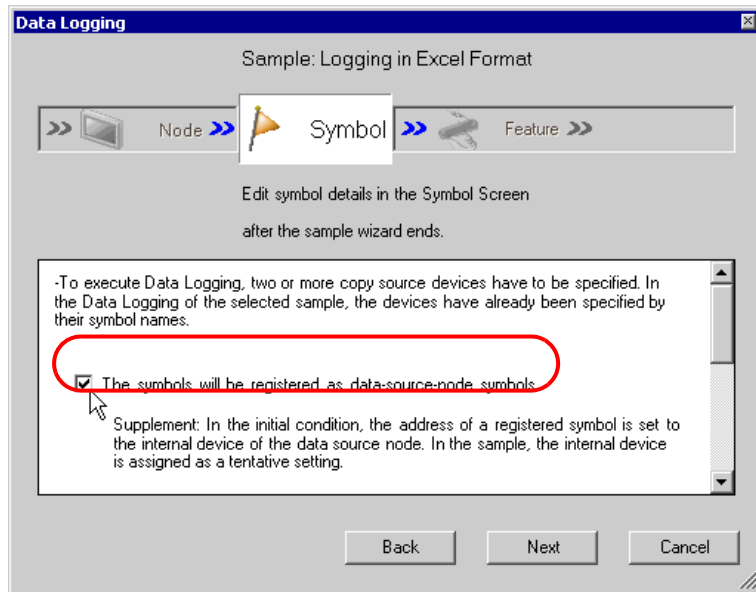 Data Logging
Sample: Logging in Excel Format
>> Node >> Symbol >> Feature >>
Edit symbol details in the Symbol Screen
after the sample wizard ends.
-To execute Data Logging, two or more copy source devices have to be specified. In
the Data Logging of the selected sample, the devices have already been specified by
their symbol names.
The symbols will be registered as data-source-node symbols
Supplement: In the initial condition, the address of a registered symbol is set to
the internal device of the data source node. In the sample, the internal device
is assigned as a tentative setting.
Back Next Cancel